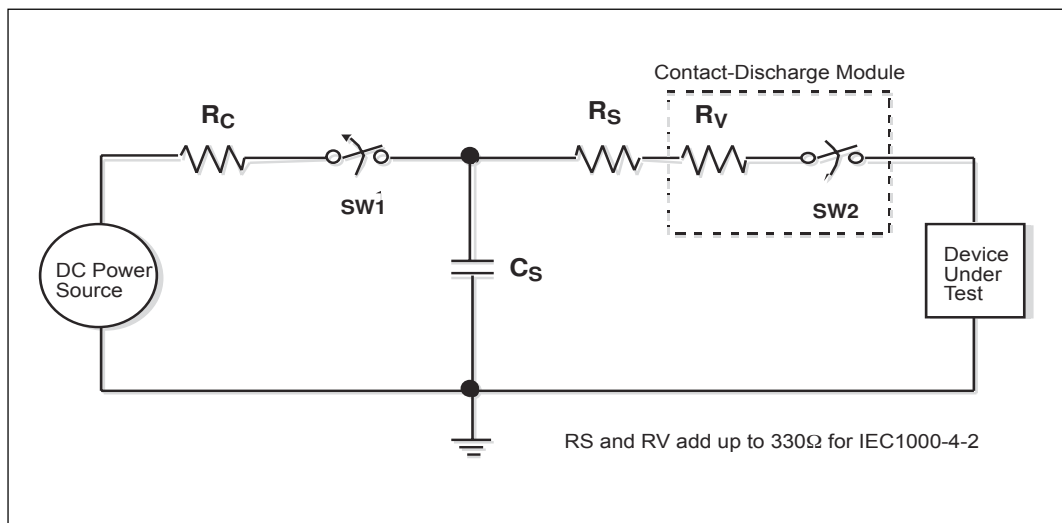 Contact-Discharge Module
RC
RS
RV
SW1
SW2
DC Power
Source
CS
Device
Under
Test
RS and RV add up to 330Ω for IEC1000-4-2